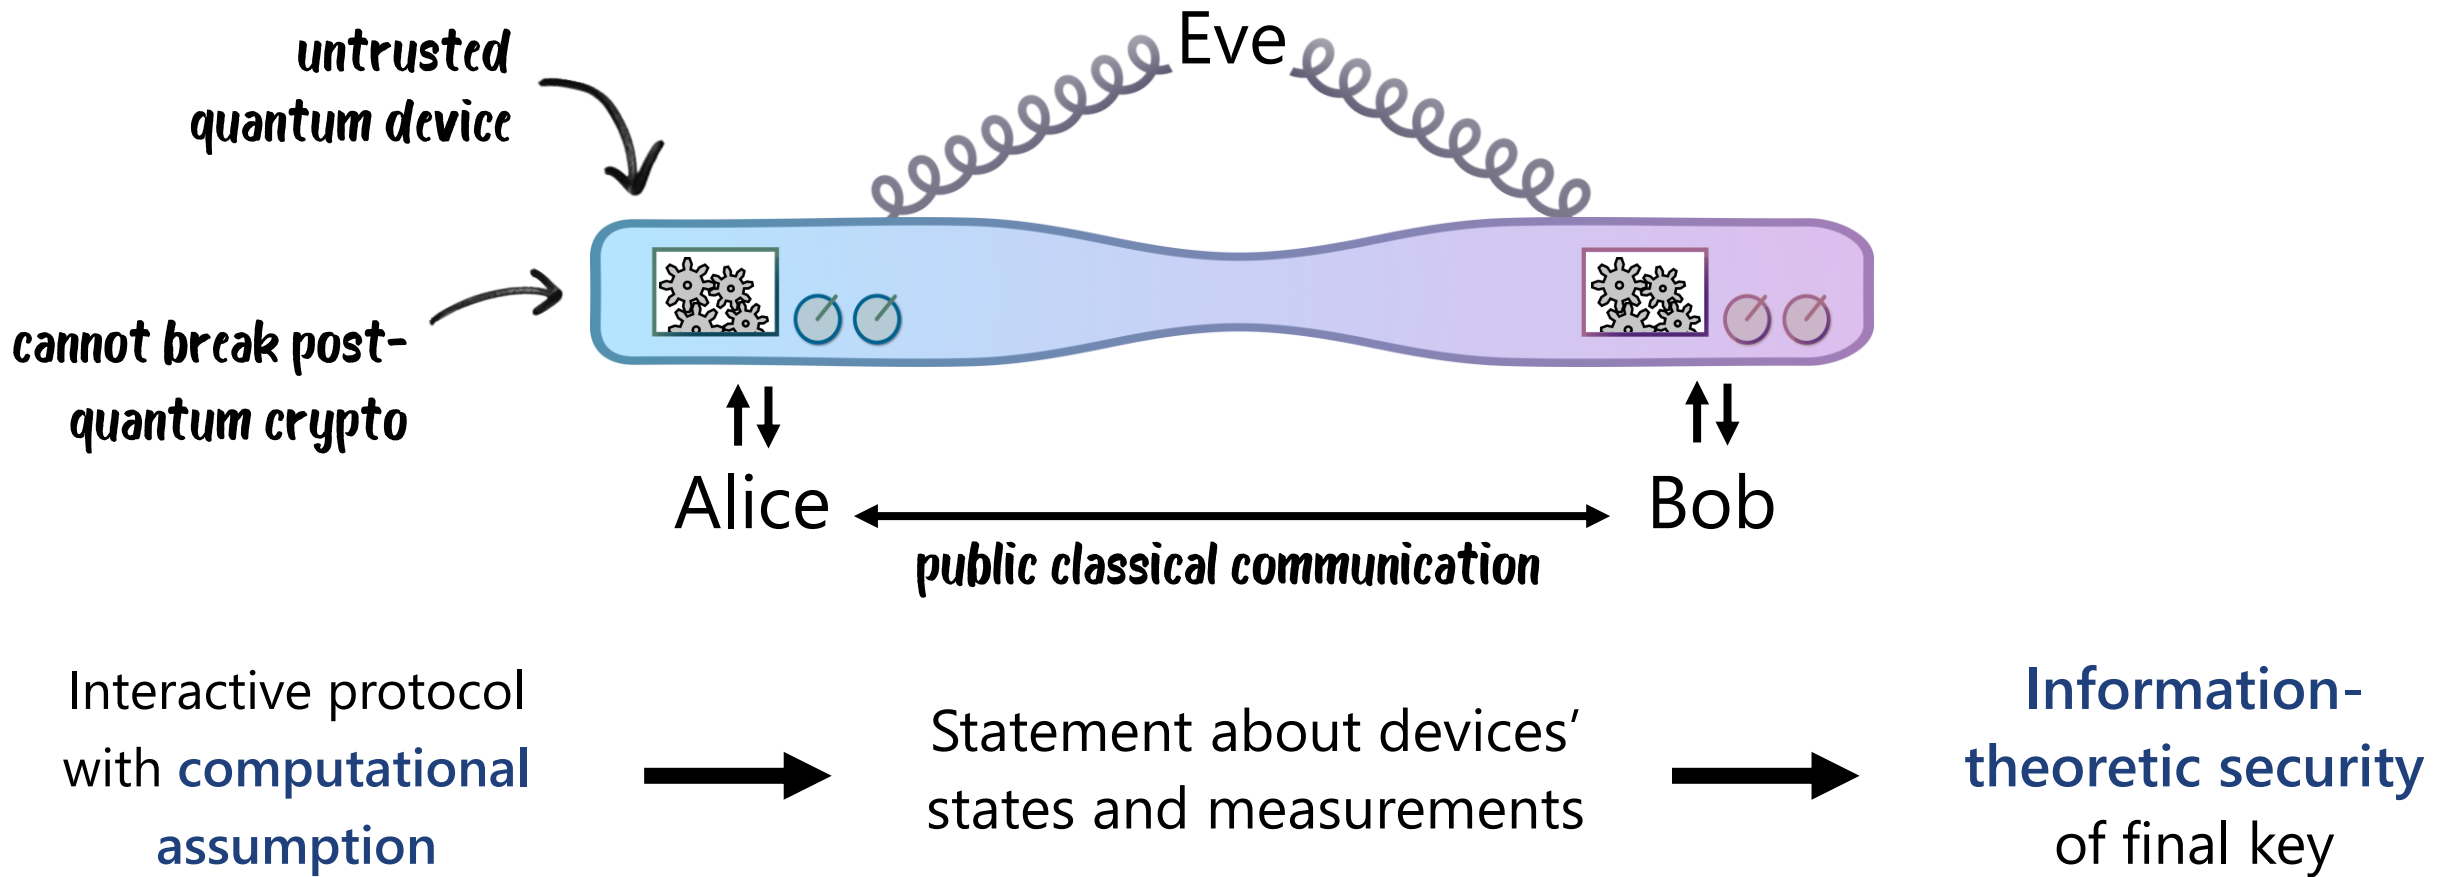 Eve
untrusted
quantum device
cannot break post-
quantum crypto
Alice
Bob
public classical communication
Interactive protocol
with computational
assumption
Statement about devices’
states and measurements
Information-
theoretic security
of final key